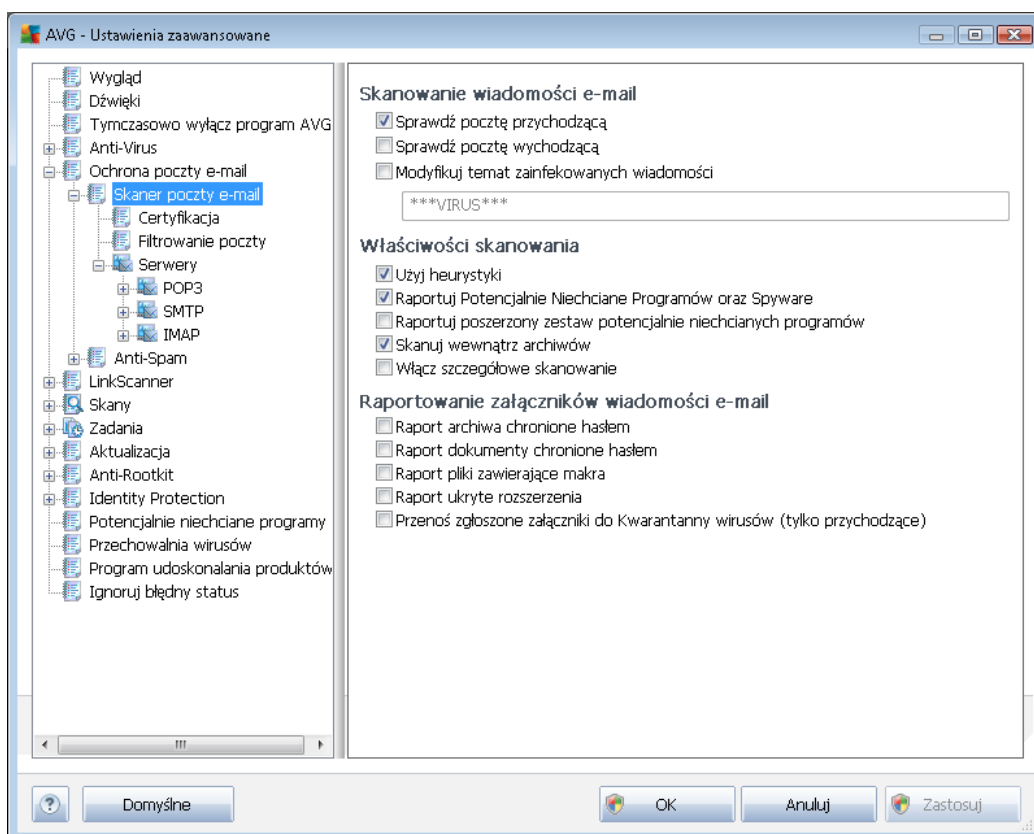 AVG - Ustawienia zaawansowane
Wygląd
Dźwięki
Tymczasowo wyłącz program AVG
Anti-Virus
Ochrona poczty e-mail
Skaner poczty e-mail
Certyfikacja
Filtrowanie poczty
Serwery
POP3
SMTP
IMAP
Anti-Spam
LinkScanner
Skany
Zadania
Aktualizacja
Anti-Rootkit
Identity Protection
Potencjalnie niechciane programy
Przechowalnia wirusów
Program udoskonalania produktów
Ignoruj błędny status
Skanowanie wiadomości e-mail
Sprawdź pocztę przychodzącą
Sprawdź pocztę wychodzącą
Modyfikuj temat zainfekowanych wiadomości
***VIRUS***
Właściwości skanowania
Użyj heurystyki
Raportuj Potencjalnie Niechciane Programów oraz Spyware
Raportuj poszerzony zestaw potencjalnie niechcianych programów
Skanuj wewnątrz archiwów
Włącz szczegółowe skanowanie
Raportowanie załączników wiadomości e-mail
Raport archiwa chronione hasłem
Raport dokumenty chronione hasłem
Raport pliki zawierające makra
Raport ukryte rozszerzenia
Przenoś zgłoszone załączniki do Kwarantanny wirusów (tylko przychodzące)
? Domyślne OK Anuluj Zastosuj